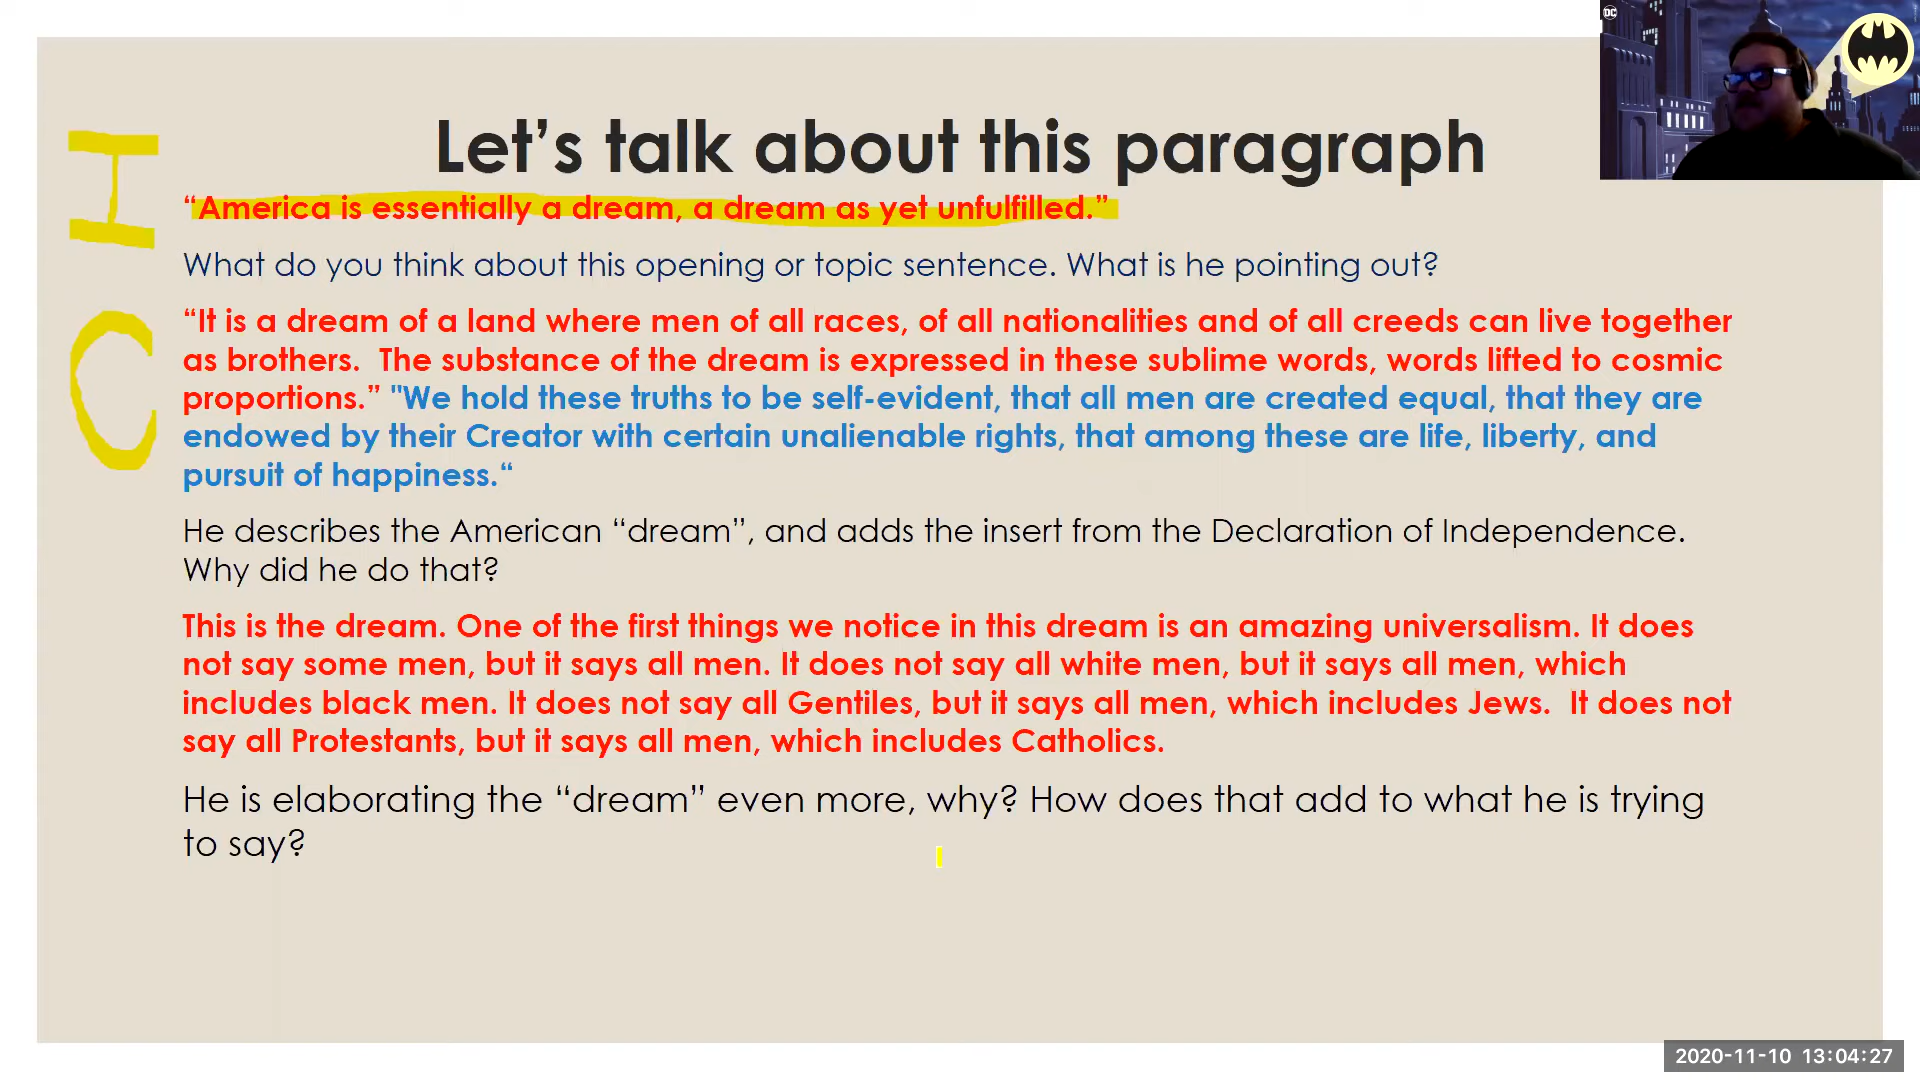 DC
Let’s talk about this paragraph
“America is essentially a dream, a dream as yet unfulfilled.”
What do you think about this opening or topic sentence. What is he pointing out?
“It is a dream of a land where men of all races, of all nationalities and of all creeds can live together
as brothers.  The substance of the dream is expressed in these sublime words, words lifted to cosmic
proportions.” "We hold these truths to be self-evident, that all men are created equal, that they are
endowed by their Creator with certain unalienable rights, that among these are life, liberty, and
pursuit of happiness.“
He describes the American “dream”, and adds the insert from the Declaration of Independence.
Why did he do that?
This is the dream. One of the first things we notice in this dream is an amazing universalism. It does
not say some men, but it says all men. It does not say all white men, but it says all men, which
includes black men. It does not say all Gentiles, but it says all men, which includes Jews.  It does not
say all Protestants, but it says all men, which includes Catholics.
He is elaborating the “dream” even more, why? How does that add to what he is trying
to say?
2020-11-10 13:04:27